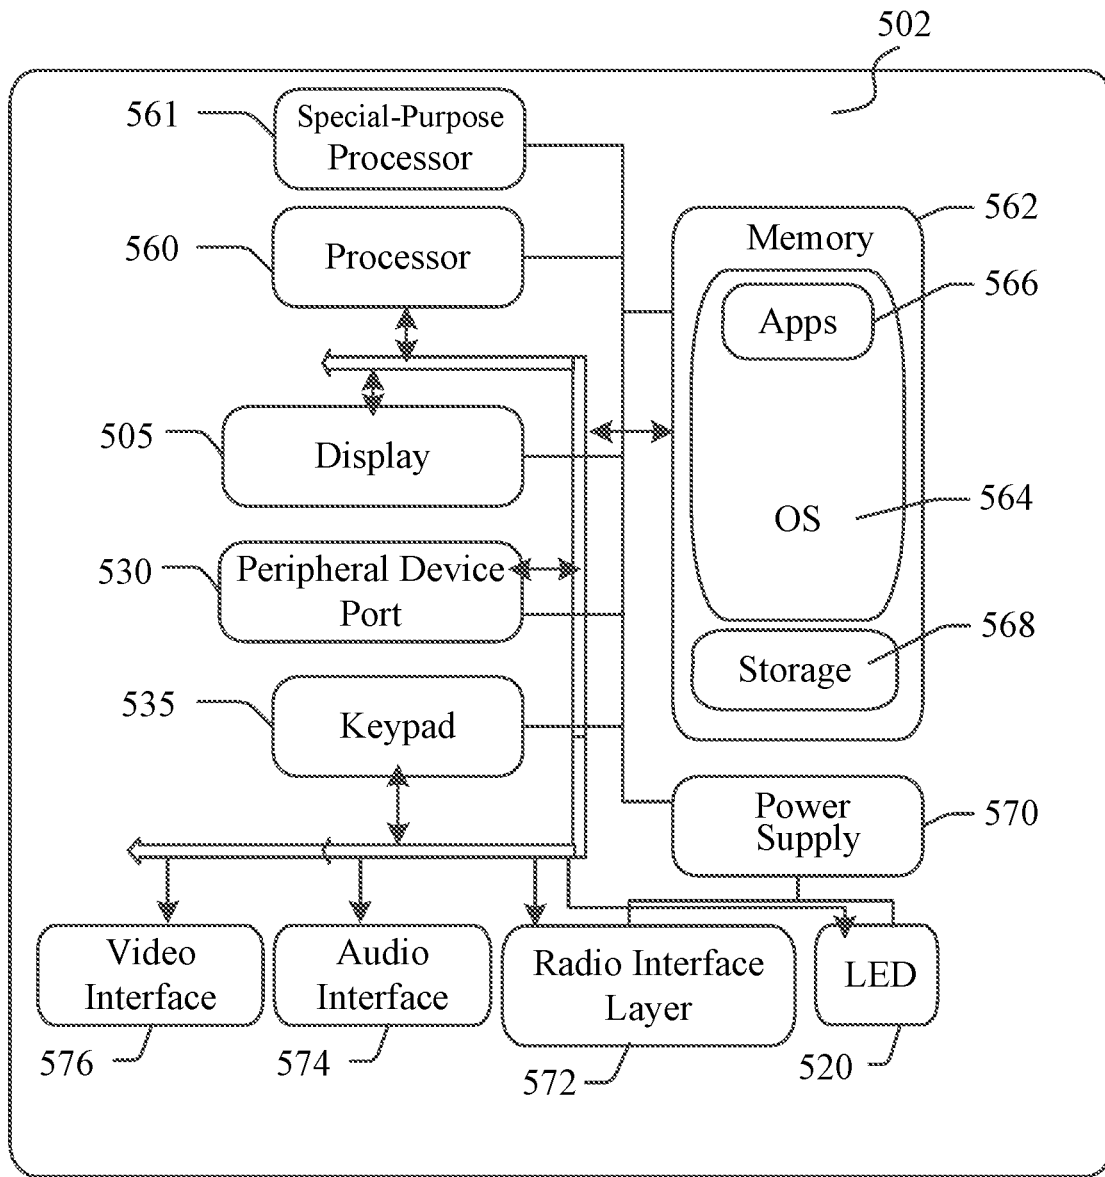 502
561
Special-Purpose
Processor
562
560
Processor
Memory
566
Apps
505
Display
564
OS
530
Peripheral Device
Port
568
Storage
535
Keypad
Power
Supply
570
Video
Interface
Audio
Interface
Radio Interface
Layer
LED
576
574
572
520